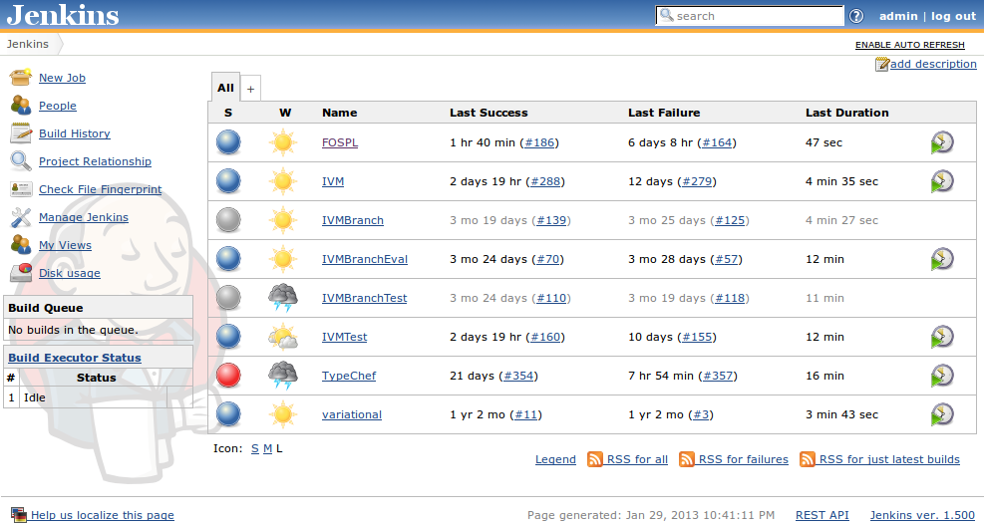 Jenkins
search
? admin | log out
Jenkins
ENABLE AUTO REFRESH
add description
New Job
People
Build History
Project Relationship
Check File Fingerprint
Manage Jenkins
My Views
Disk usage
Build Queue
No builds in the queue.
Build Executor Status
# Status
1 Idle
All +
S W Name Last Success Last Failure Last Duration
FOSPL 1 hr 40 min (#186) 6 days 8 hr (#164) 47 sec
IVM 2 days 19 hr (#288) 12 days (#279) 4 min 35 sec
IVMBranch 3 mo 19 days (#139) 3 mo 25 days (#125) 4 min 27 sec
IVMBranchEval 3 mo 24 days (#70) 3 mo 28 days (#57) 12 min
IVMBranchTest 3 mo 24 days (#110) 3 mo 19 days (#118) 11 min
IVMTest 2 days 19 hr (#160) 10 days (#155) 12 min
TypeChef 21 days (#354) 7 hr 54 min (#357) 16 min
variational 1 yr 2 mo (#11) 1 yr 2 mo (#3) 3 min 43 sec
Icon: S M L
Legend RSS for all RSS for failures RSS for just latest builds
Help us localize this page
Page generated: Jan 29, 2013 10:41:11 PM REST API Jenkins ver. 1.500